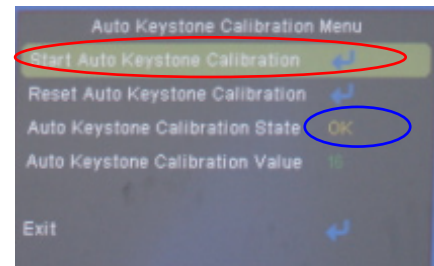 Auto Keystone Calibration Menu
Start Auto Keystone Calibration
Reset Auto Keystone Calibration
Auto Keystone Calibration State OK
Auto Keystone Calibration Value 16
Exit